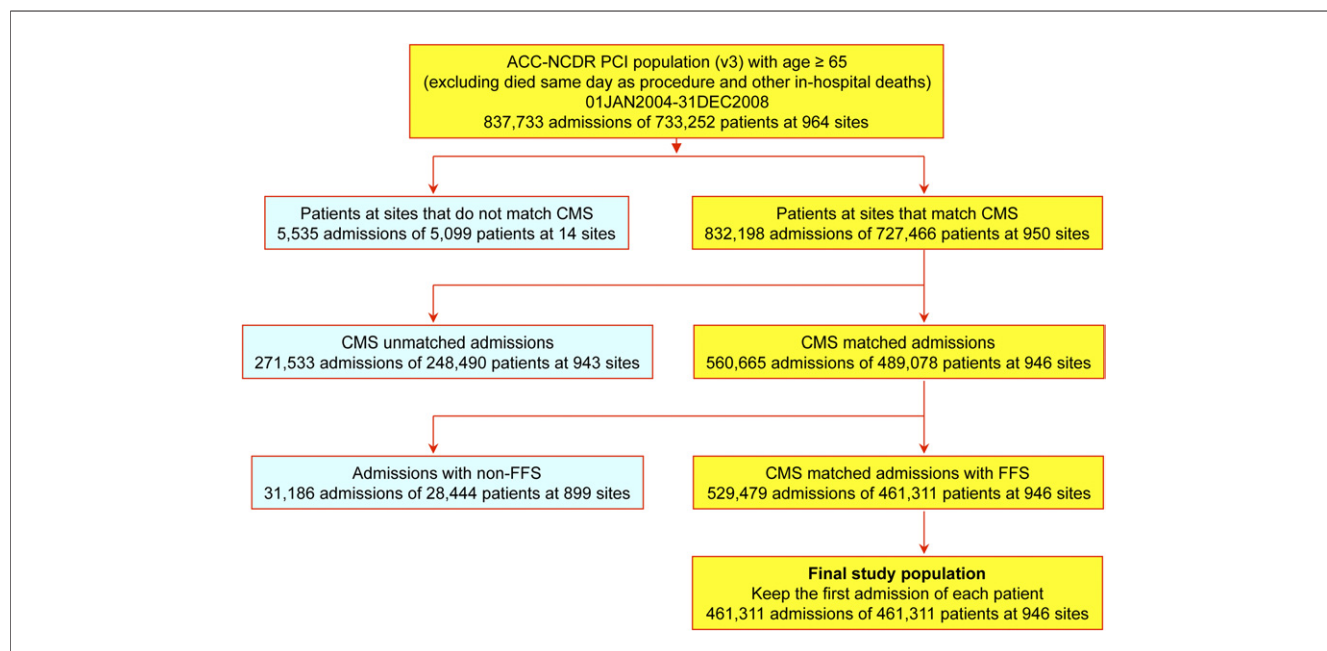 ACC-NCDR PCI population (v3) with age ≥ 65
(excluding died same day as procedure and other in-hospital deaths)
01JAN2004-31DEC2008
837,733 admissions of 733,252 patients at 964 sites
Patients at sites that do not match CMS
5,535 admissions of 5,099 patients at 14 sites
Patients at sites that match CMS
832,198 admissions of 727,466 patients at 950 sites
CMS unmatched admissions
271,533 admissions of 248,490 patients at 943 sites
CMS matched admissions
560,665 admissions of 489,078 patients at 946 sites
Admissions with non-FFS
31,186 admissions of 28,444 patients at 899 sites
CMS matched admissions with FFS
529,479 admissions of 461,311 patients at 946 sites
Final study population
Keep the first admission of each patient
461,311 admissions of 461,311 patients at 946 sites